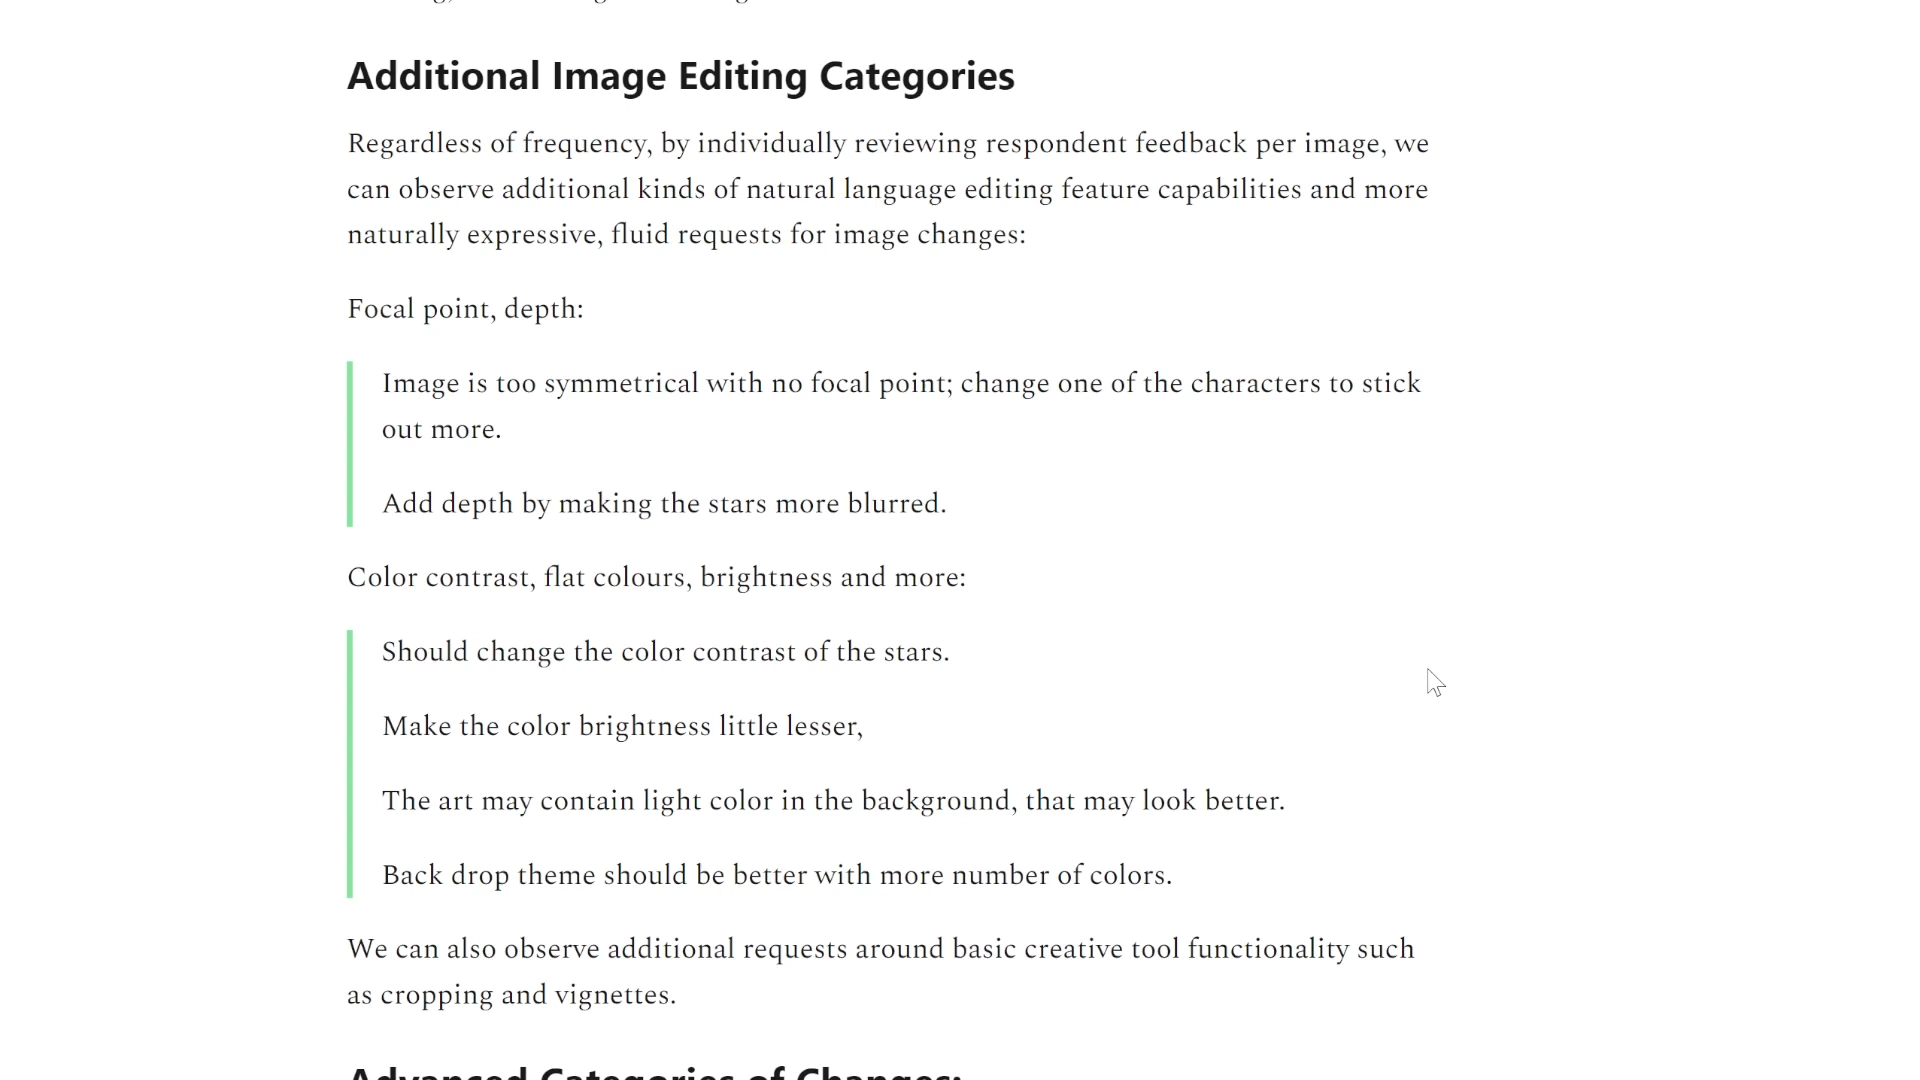 Additional Image Editing Categories
Regardless of frequency, by individually reviewing respondent feedback per image, we
can observe additional kinds of natural language editing feature capabilities and more
naturally expressive, fluid requests for image changes:
Focal point, depth:
Image is too symmetrical with no focal point; change one of the characters to stick
out more.
Add depth by making the stars more blurred.
Color contrast, flat colours, brightness and more:
Should change the color contrast of the stars.
Make the color brightness little lesser,
The art may contain light color in the background, that may look better.
Back drop theme should be better with more number of colors.
We can also observe additional requests around basic creative tool functionality such
as cropping and vignettes.
Advanced Categories of Changes: